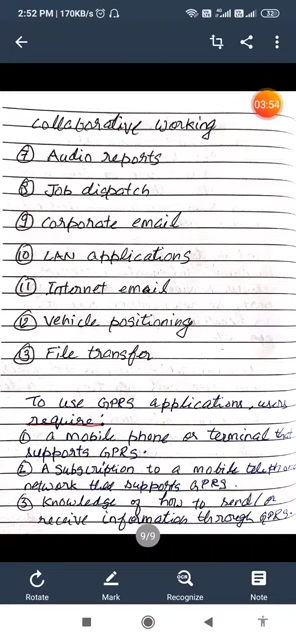 2:52 PM | 170KB/s
32
03:54
Collaborative working
⑦ Audio reports
⑧ Job dispatch
⑨ Corporate email
⑩ LAN applications
⑪ Internet email
⑫ Vehicle positioning
⑬ File transfer
To use GPRS applications, users
require:
① a mobile phone or terminal that
supports GPRS.
② A subscription to a mobile telephone
network that supports GPRS.
③ Knowledge of how to send/or
receive information through GPRS.
9/9
Rotate Mark Recognize Note